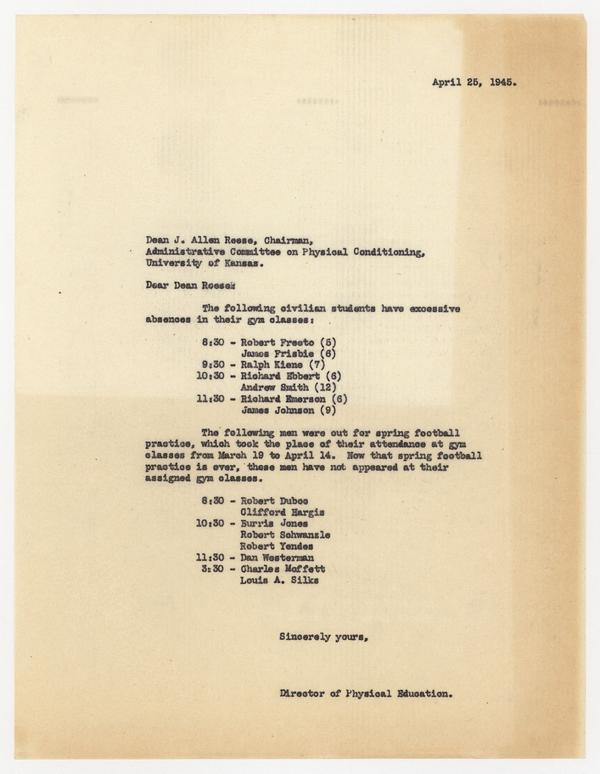 April 25, 1945.
Dean J. Allen Reese, Chairman,
Administrative Committee on Physical Conditioning,
University of Kansas.
Dear Dean Reese:
The following civilian students have excessive
absences in their gym classes:
8:30 - Robert Freeto (5)
James Frisbie (6)
9:30 - Ralph Kiene (7)
10:30 - Richard Ebbert (6)
Andrew Smith (12)
11:30 - Richard Emerson (6)
James Johnson (9)
The following men were out for spring football
practice, which took the place of their attendance at gym
classes from March 19 to April 14.  Now that spring football
practice is over, these men have not appeared at their
assigned gym classes.
8:30 - Robert Duboc
Clifford Hargis
10:30 - Burris Jones
Robert Schwanzle
Robert Yendes
11:30 - Dan Westerman
3:30 - Charles Moffett
Louis A. Silks
Sincerely yours,
Director of Physical Education.